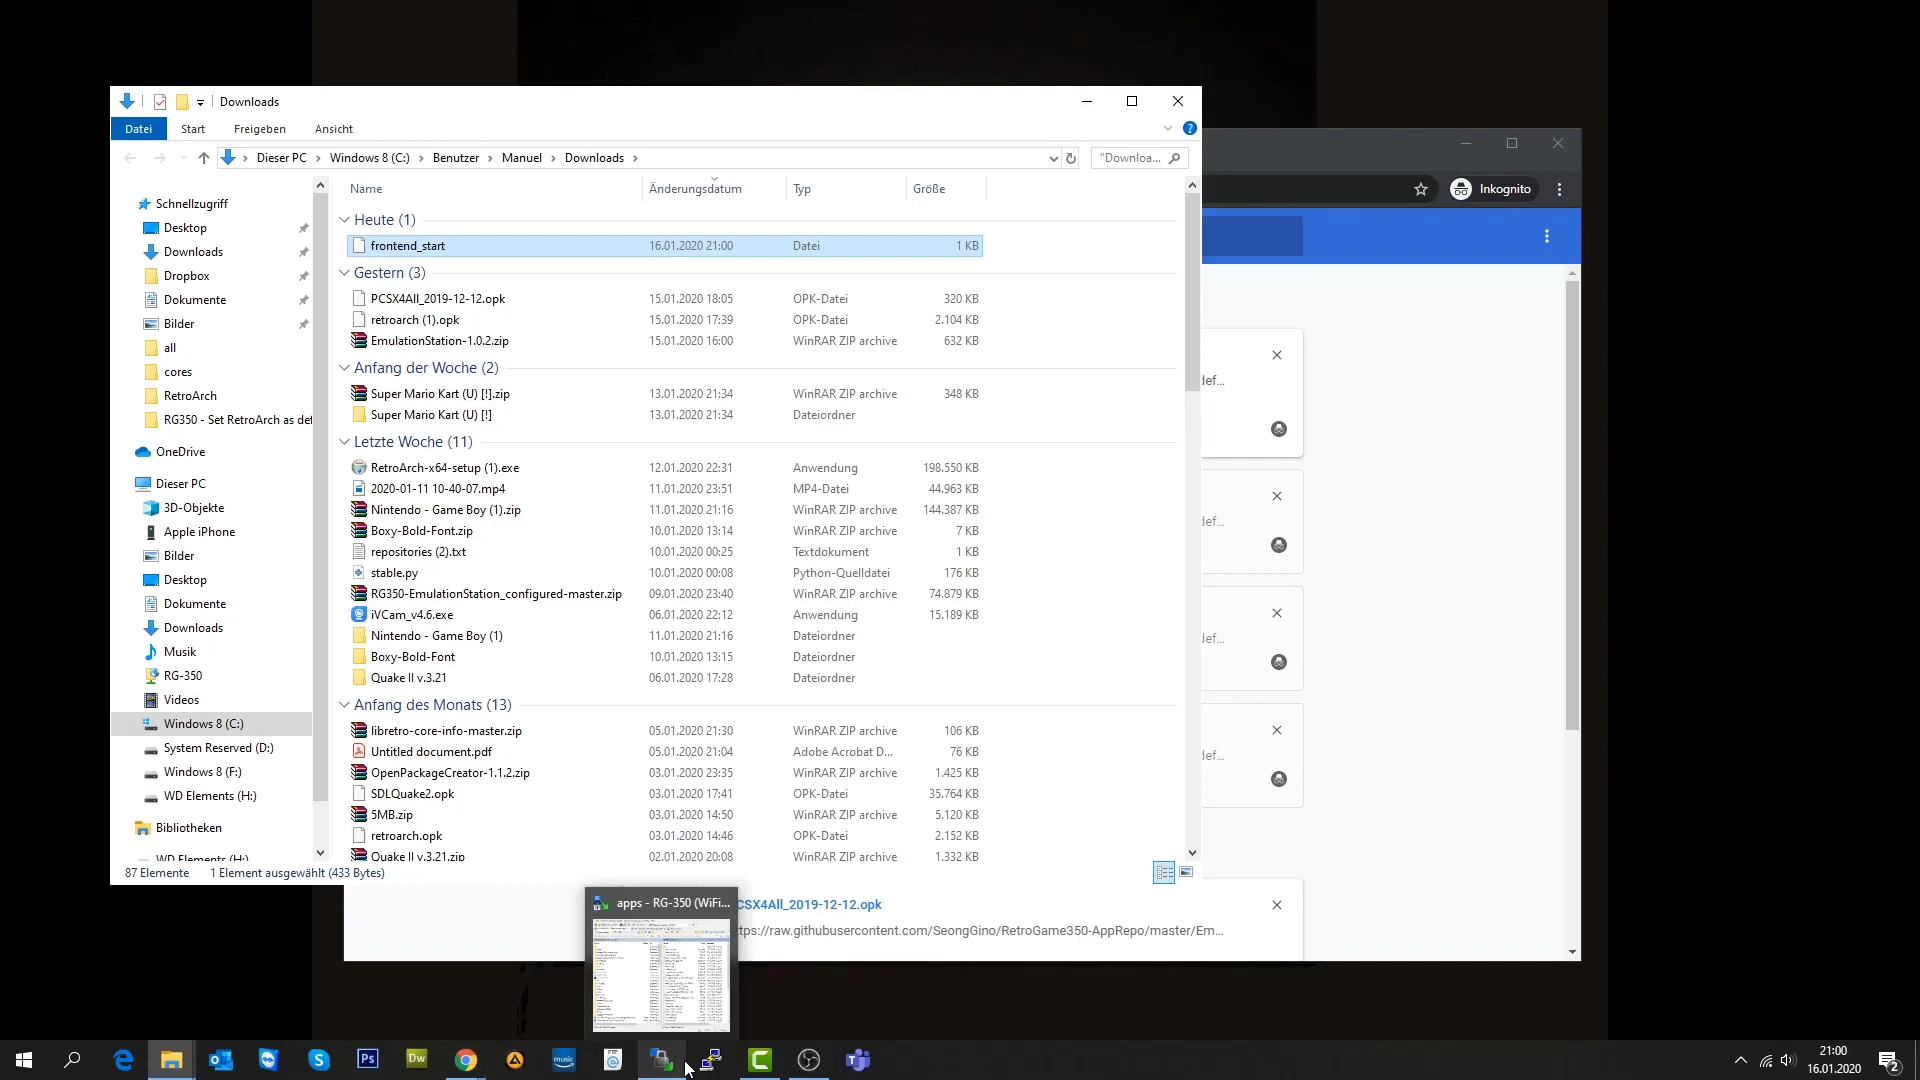 Downloads
Datei Start Freigeben Ansicht
Dieser PC Windows 8 (C:) Benutzer Manuel Downloads "Downloa...
Name Änderungsdatum Typ Größe
Inkognito
Schnellzugriff
Desktop
Downloads
Dropbox
Dokumente
Bilder
all
cores
RetroArch
RG350 - Set RetroArch as def
OneDrive
Dieser PC
3D-Objekte
Apple iPhone
Bilder
Desktop
Dokumente
Downloads
Musik
RG-350
Videos
Windows 8 (C:)
System Reserved (D:)
Windows 8 (F:)
WD Elements (H:)
Bibliotheken
WD Elements (H:)
Heute (1)
frontend_start 16.01.2020 21:00 Datei 1 KB
Gestern (3)
PCSX4All_2019-12-12.opk 15.01.2020 18:05 OPK-Datei 320 KB
retroarch (1).opk 15.01.2020 17:39 OPK-Datei 2.104 KB
EmulationStation-1.0.2.zip 15.01.2020 16:00 WinRAR ZIP archive 632 KB
Anfang der Woche (2)
Super Mario Kart (U) [!].zip 13.01.2020 21:34 WinRAR ZIP archive 348 KB
Super Mario Kart (U) [!] 13.01.2020 21:34 Dateiordner
Letzte Woche (11)
RetroArch-x64-setup (1).exe 12.01.2020 22:31 Anwendung 198.550 KB
2020-01-11 10-40-07.mp4 11.01.2020 23:51 MP4-Datei 44.963 KB
Nintendo - Game Boy (1).zip 11.01.2020 21:16 WinRAR ZIP archive 144.387 KB
Boxy-Bold-Font.zip 10.01.2020 13:14 WinRAR ZIP archive 7 KB
repositories (2).txt 10.01.2020 00:25 Textdokument 1 KB
stable.py 10.01.2020 00:08 Python-Quelldatei 176 KB
RG350-EmulationStation_configured-master.zip 09.01.2020 23:40 WinRAR ZIP archive 74.879 KB
iVCam_v4.6.exe 06.01.2020 22:12 Anwendung 15.189 KB
Nintendo - Game Boy (1) 11.01.2020 21:16 Dateiordner
Boxy-Bold-Font 10.01.2020 13:15 Dateiordner
Quake II v.3.21 06.01.2020 17:28 Dateiordner
Anfang des Monats (13)
libretro-core-info-master.zip 05.01.2020 21:30 WinRAR ZIP archive 106 KB
Untitled document.pdf 05.01.2020 21:04 Adobe Acrobat D... 76 KB
OpenPackageCreator-1.1.2.zip 03.01.2020 23:35 WinRAR ZIP archive 1.425 KB
SDLQuake2.opk 03.01.2020 17:41 OPK-Datei 35.764 KB
5MB.zip 03.01.2020 14:50 WinRAR ZIP archive 5.120 KB
retroarch.opk 03.01.2020 14:46 OPK-Datei 2.152 KB
Quake II v.3.21.zip 02.01.2020 20:08 WinRAR ZIP archive 1.332 KB
87 Elemente 1 Element ausgewählt (433 Bytes)
def...
def...
def...
def...
apps - RG-350 (WiFi...
CSX4All_2019-12-12.opk
ttps://raw.githubusercontent.com/SeongGino/RetroGame350-AppRepo/master/Em...
Ps
Dw
music
FTP
21:00
16.01.2020
2